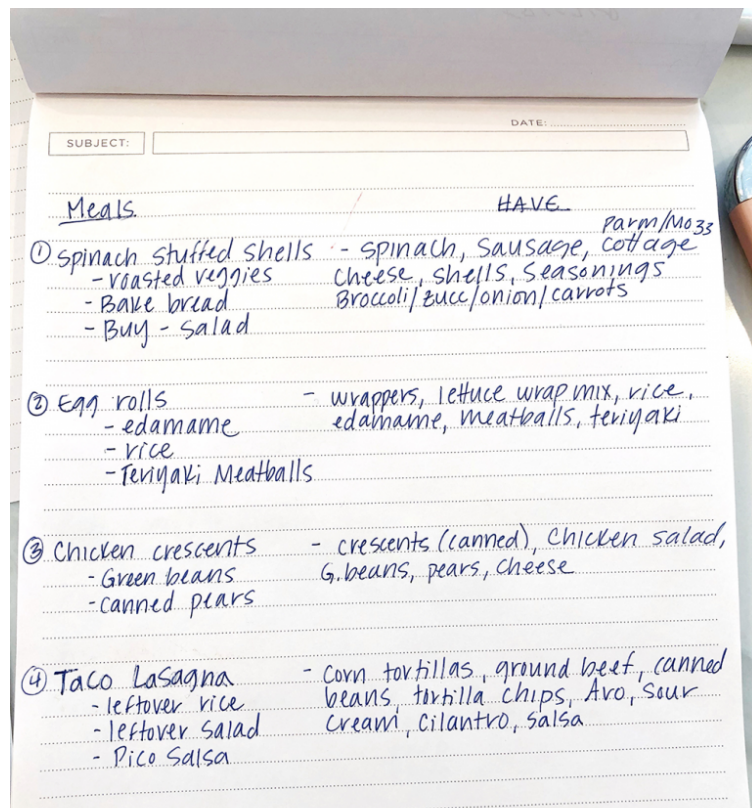 DATE:
SUBJECT:
Meals HAVE
Parm/Mozz
① Spinach Stuffed Shells - Spinach, Sausage, Cottage
- roasted veggies Cheese, Shells, Seasonings
- Bake bread Broccoli/zucc/onion/carrots
- Buy - Salad
② Egg rolls - wrappers, lettuce wrap mix, rice,
- edamame edamame, meatballs, teriyaki
- rice
- Teriyaki Meatballs
③ Chicken crescents - crescents (canned), Chicken salad,
- Green beans G.beans, pears, cheese
- canned pears
④ Taco Lasagna - Corn tortillas, ground beef, canned
- leftover rice beans, tortilla chips, Avo, Sour
- leftover Salad Cream, Cilantro, Salsa
- Pico Salsa